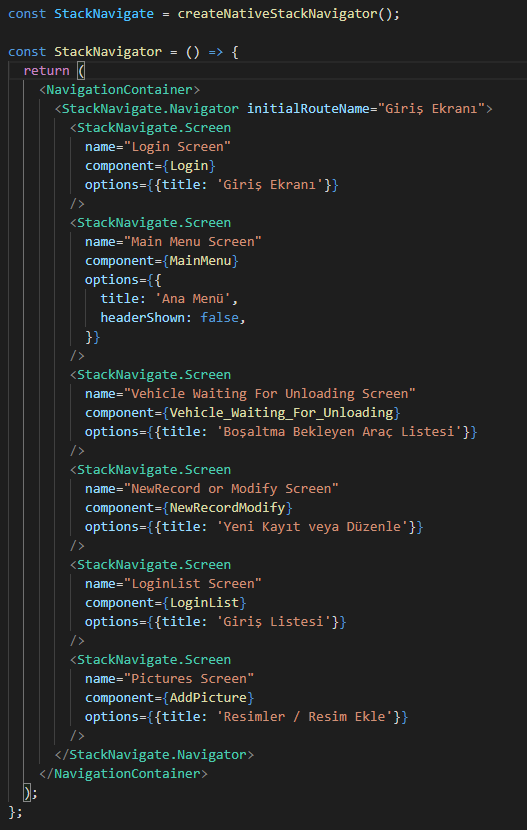 const StackNavigate = createNativeStackNavigator();

const StackNavigator = () => {
  return (
    <NavigationContainer>
      <StackNavigate.Navigator initialRouteName="Giriş Ekranı">
        <StackNavigate.Screen
          name="Login Screen"
          component={Login}
          options={{title: 'Giriş Ekranı'}}
        />
        <StackNavigate.Screen
          name="Main Menu Screen"
          component={MainMenu}
          options={{
            title: 'Ana Menü',
            headerShown: false,
          }}
        />
        <StackNavigate.Screen
          name="Vehicle Waiting For Unloading Screen"
          component={Vehicle_Waiting_For_Unloading}
          options={{title: 'Boşaltma Bekleyen Araç Listesi'}}
        />
        <StackNavigate.Screen
          name="NewRecord or Modify Screen"
          component={NewRecordModify}
          options={{title: 'Yeni Kayıt veya Düzenle'}}
        />
        <StackNavigate.Screen
          name="LoginList Screen"
          component={LoginList}
          options={{title: 'Giriş Listesi'}}
        />
        <StackNavigate.Screen
          name="Pictures Screen"
          component={AddPicture}
          options={{title: 'Resimler / Resim Ekle'}}
        />
      </StackNavigate.Navigator>
    </NavigationContainer>
  );
};